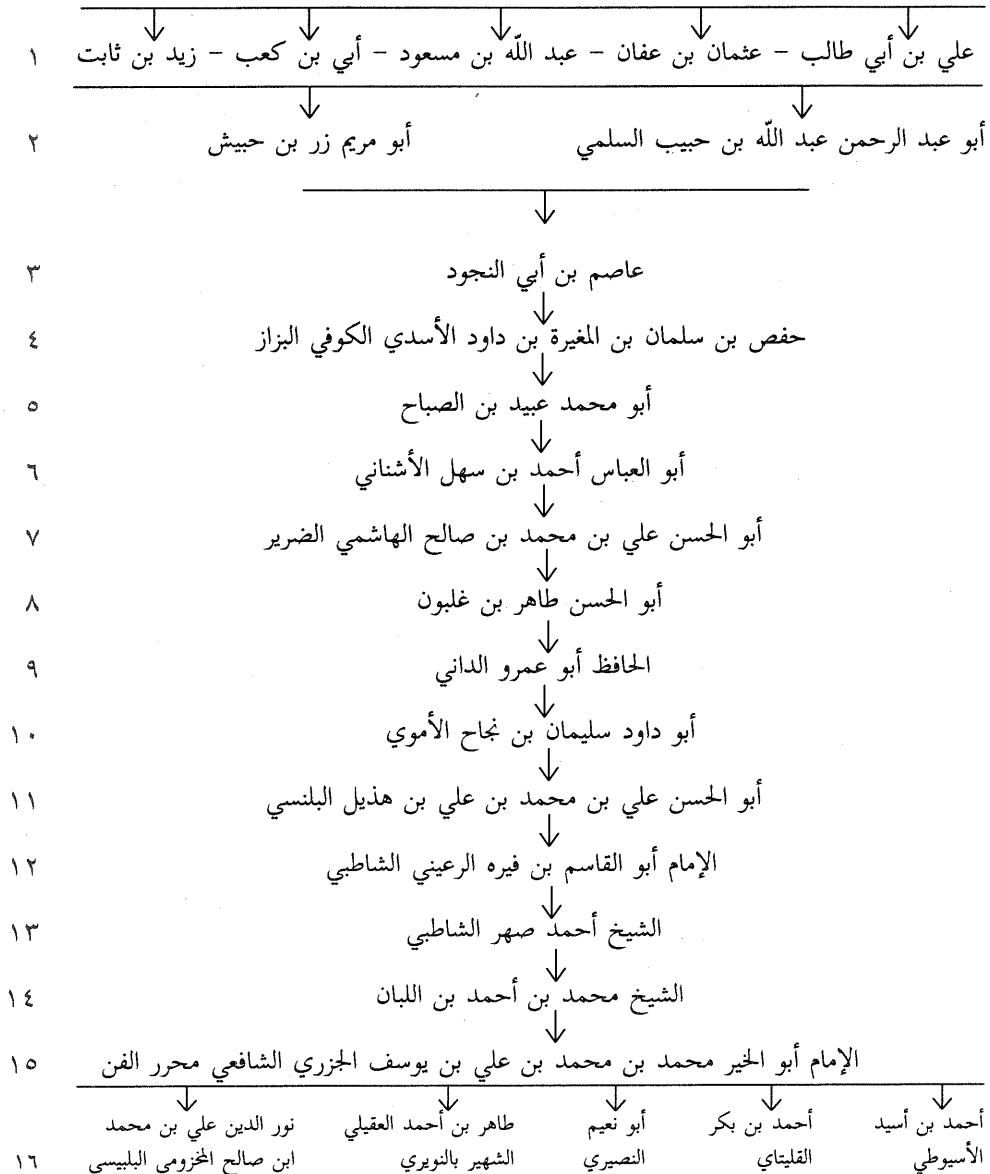 علي بن أبي طالب - عثمان بن عفان - عبد اللّه بن مسعود - أبي بن كعب - زيد بن ثابت ١
أبو عبد الرحمن عبد اللّه بن حبيب السلمي أبو مريم زر بن حبيش ٢
عاصم بن أبي النجود ٣
حفص بن سلمان بن المغيرة بن داود الأسدي الكوفي البزاز ٤
أبو محمد عبيد بن الصباح ٥
أبو العباس أحمد بن سهل الأشناني ٦
أبو الحسن علي بن محمد بن صالح الهاشمي الضرير ٧
أبو الحسن طاهر بن غلبون ٨
الحافظ أبو عمرو الداني ٩
أبو داود سليمان بن نجاح الأموي ١٠
أبو الحسن علي بن محمد بن علي بن هذيل البلنسي ١١
الإمام أبو القاسم بن فيره الرعيني الشاطبي ١٢
الشيخ أحمد صهر الشاطبي ١٣
الشيخ محمد بن أحمد بن اللبان ١٤
الإمام أبو الخير محمد بن محمد بن علي بن يوسف الجزري الشافعي محرر الفن ١٥
أحمد بن أسيد أحمد بن بكر أبو نعيم طاهر بن أحمد العقيلي نور الدين علي بن محمد
الأسيوطي القليتاي النصيري الشهير بالنويري ابن صالح المخزومي البلبيسي ١٦